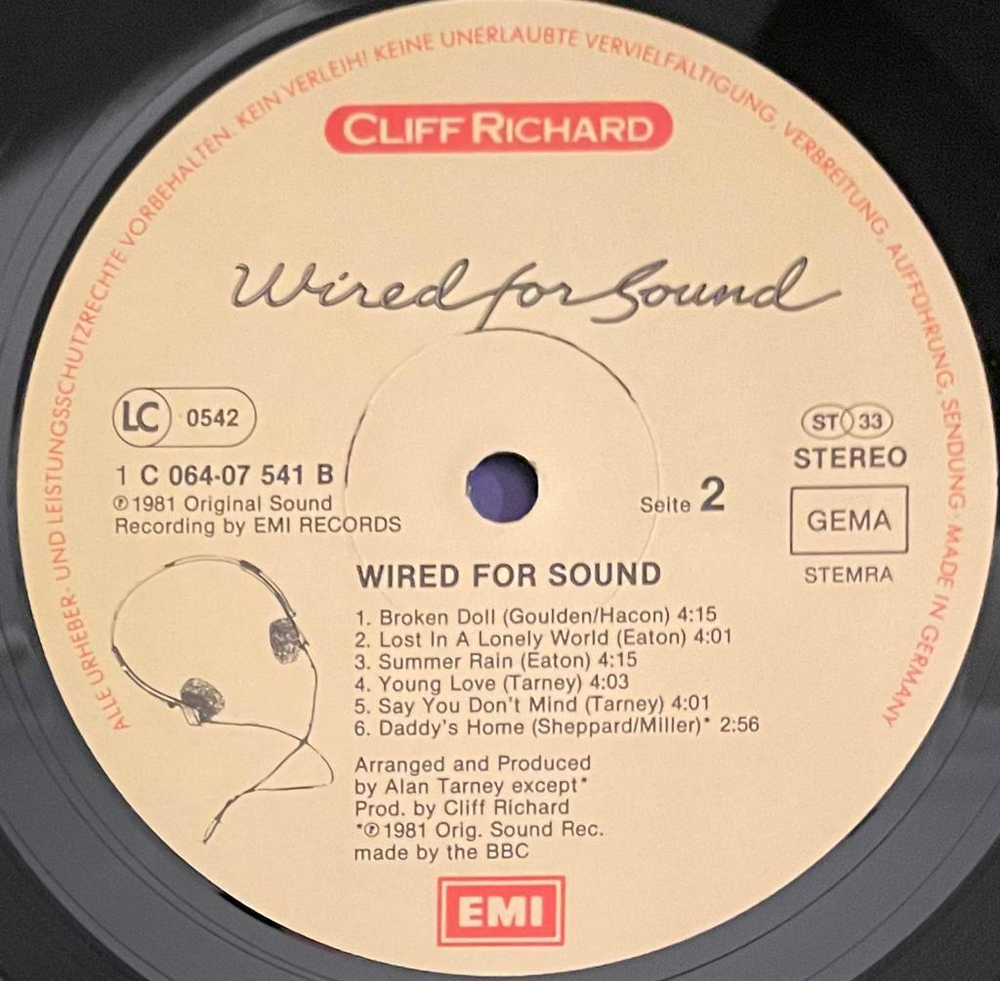 ALLE URHEBER- UND LEISTUNGSSCHUTZRECHTE VORBEHALTEN. KEIN VERLEIH! KEINE UNERLAUBTE VERVIELFÄLTIGUNG, VERBREITUNG, AUFFÜHRUNG, SENDUNG · MADE IN GERMANY
CLIFF RICHARD
Wired for Sound
LC 0542
1 C 064-07 541 B
℗ 1981 Original Sound
Recording by EMI RECORDS
Seite 2
ST 33
STEREO
GEMA
STEMRA
WIRED FOR SOUND
1. Broken Doll (Goulden/Hacon) 4:15
2. Lost In A Lonely World (Eaton) 4:01
3. Summer Rain (Eaton) 4:15
4. Young Love (Tarney) 4:03
5. Say You Don't Mind (Tarney) 4:01
6. Daddy's Home (Sheppard/Miller)* 2:56
Arranged and Produced
by Alan Tarney except*
Prod. by Cliff Richard
*℗ 1981 Orig. Sound Rec.
made by the BBC
EMI